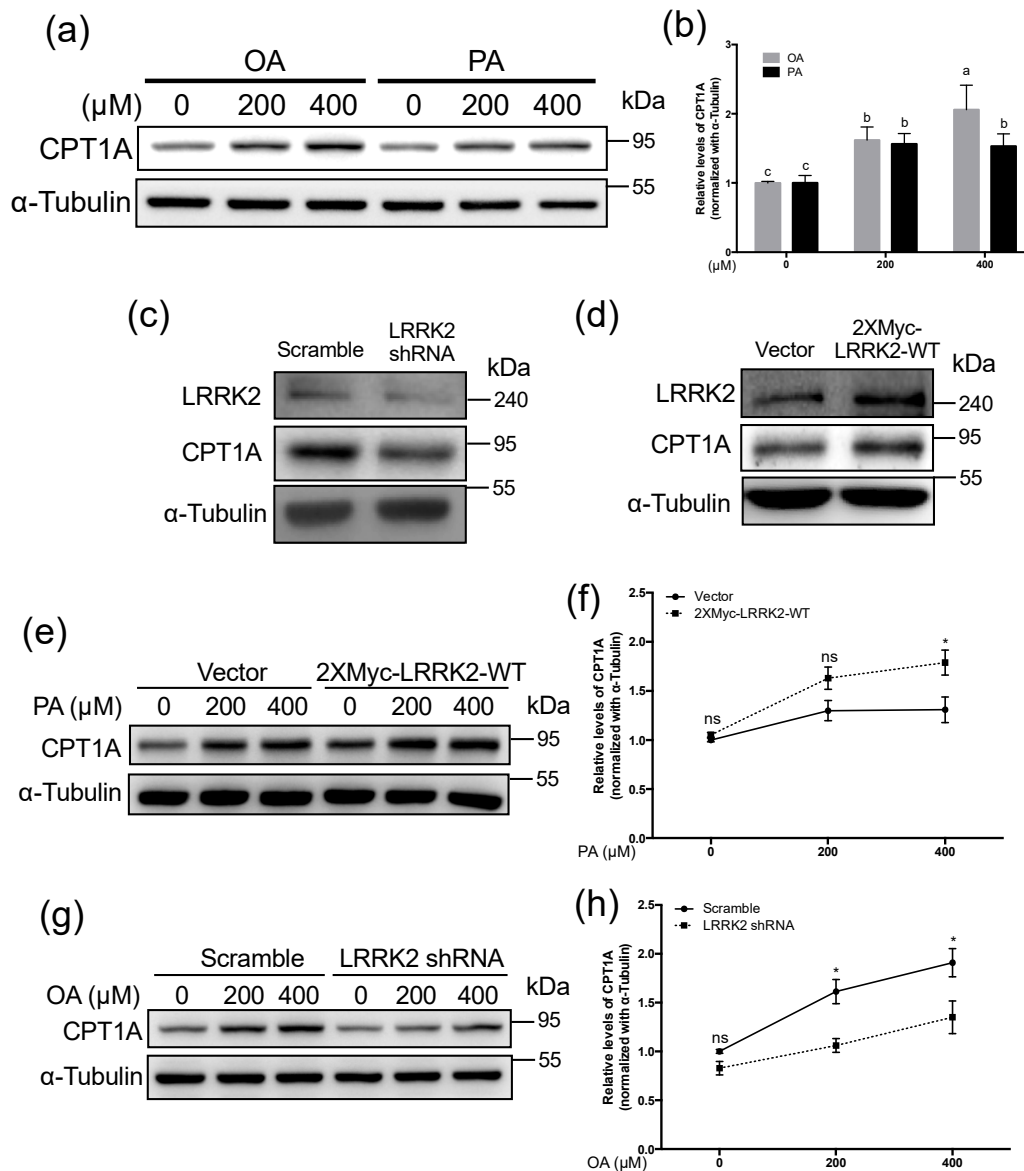 (a)
OA PA
(µM) 0 200 400 0 200 400 kDa
CPT1A 95
α-Tubulin 55
(b)
Relative levels of CPT1A
(normalized with α-Tubulin)
3
2
1
0
OA
PA
c c b b a b
(µM) 0 200 400
(c)
Scramble LRRK2
shRNA
kDa
LRRK2 240
CPT1A 95
α-Tubulin 55
(d)
Vector 2XMyc-
LRRK2-WT
kDa
LRRK2 240
CPT1A 95
α-Tubulin 55
(e)
Vector 2XMyc-LRRK2-WT
PA (µM) 0 200 400 0 200 400 kDa
CPT1A 95
α-Tubulin 55
(f)
Relative levels of CPT1A
(normalized with α-Tubulin)
2.5
2.0
1.5
1.0
0.5
0.0
Vector
2XMyc-LRRK2-WT
ns ns *
PA (µM) 0 200 400
(g)
Scramble LRRK2 shRNA
OA (µM) 0 200 400 0 200 400 kDa
CPT1A 95
α-Tubulin 55
(h)
Relative levels of CPT1A
(normalized with α-Tubulin)
2.5
2.0
1.5
1.0
0.5
0.0
Scramble
LRRK2 shRNA
ns * *
OA (µM) 0 200 400